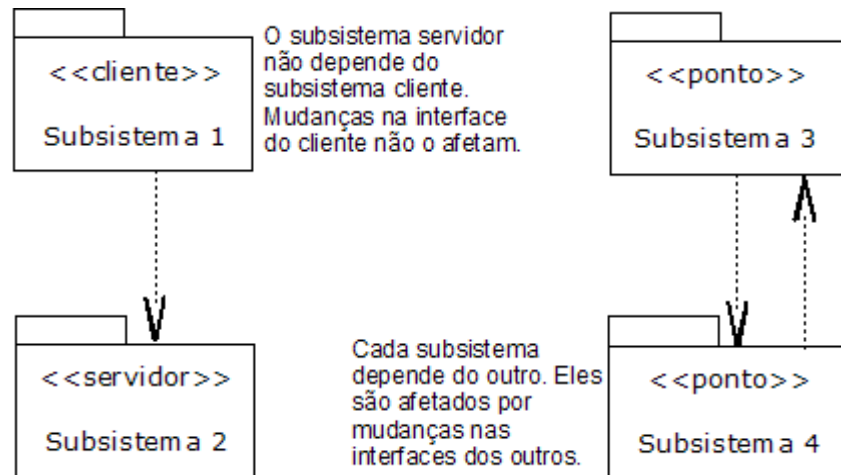 <<cliente>>
Subsistema 1
O subsistema servidor
não depende do
subsistema cliente.
Mudanças na interface
do cliente não o afetam.
<<ponto>>
Subsistema 3
<<servidor>>
Subsistema 2
Cada subsistema
depende do outro. Eles
são afetados por
mudanças nas
interfaces dos outros.
<<ponto>>
Subsistema 4